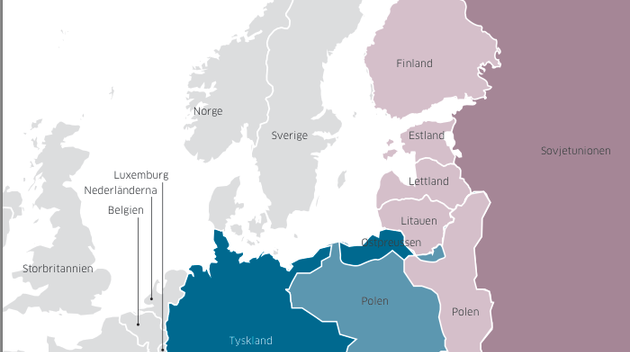 Finland
Norge
Sverige
Estland
Sovjetunionen
Luxemburg
Lettland
Nederländerna
Belgien
Litauen
Ostpreussen
Storbritannien
Polen
Polen
Tyskland